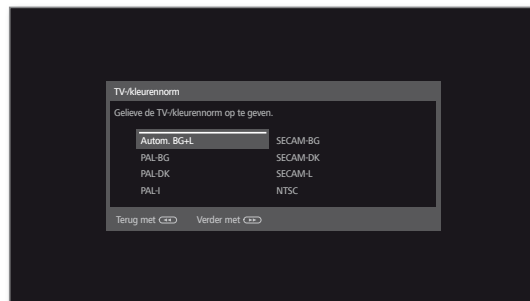 TV-/kleurennorm
Gelieve de TV-/kleurennorm op te geven.
Autom. BG+L SECAM-BG
PAL-BG SECAM-DK
PAL-DK SECAM-L
PAL-I NTSC
Terug met ◀◀ Verder met ▶▶